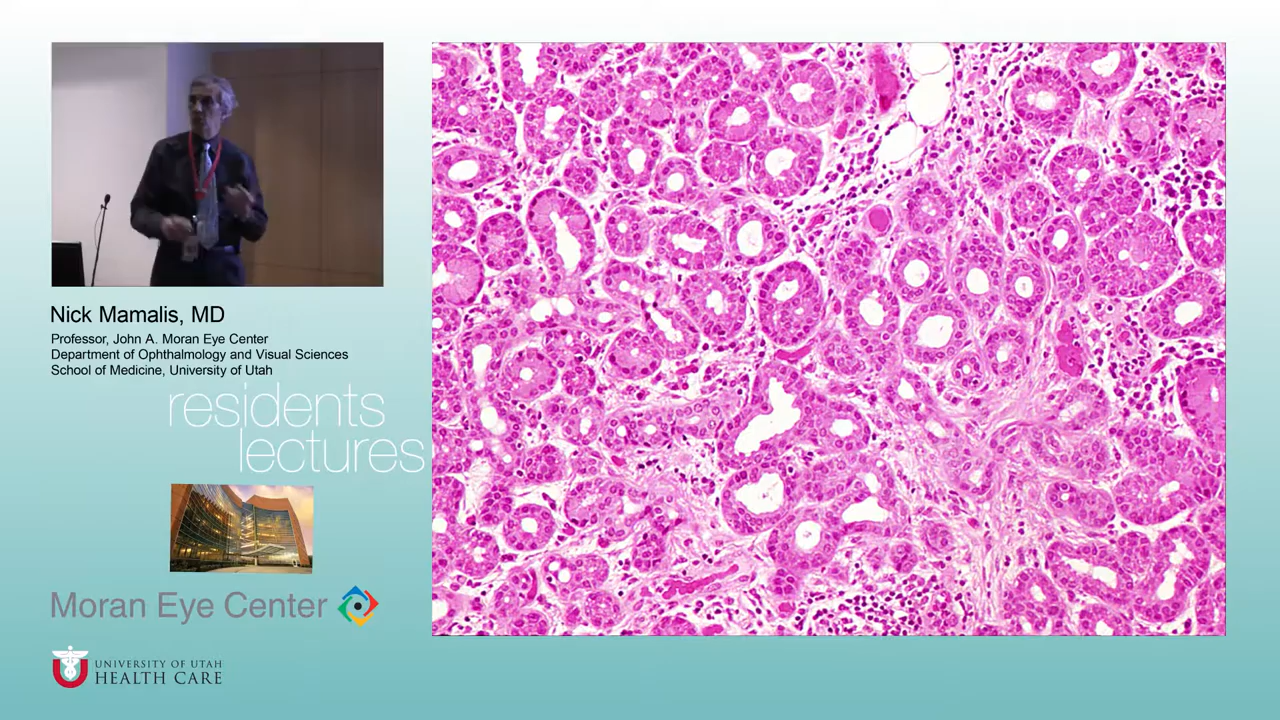 Nick Mamalis, MD
Professor, John A. Moran Eye Center
Department of Ophthalmology and Visual Sciences
School of Medicine, University of Utah
residents
lectures
Moran Eye Center
U
UNIVERSITY OF UTAH
HEALTH CARE